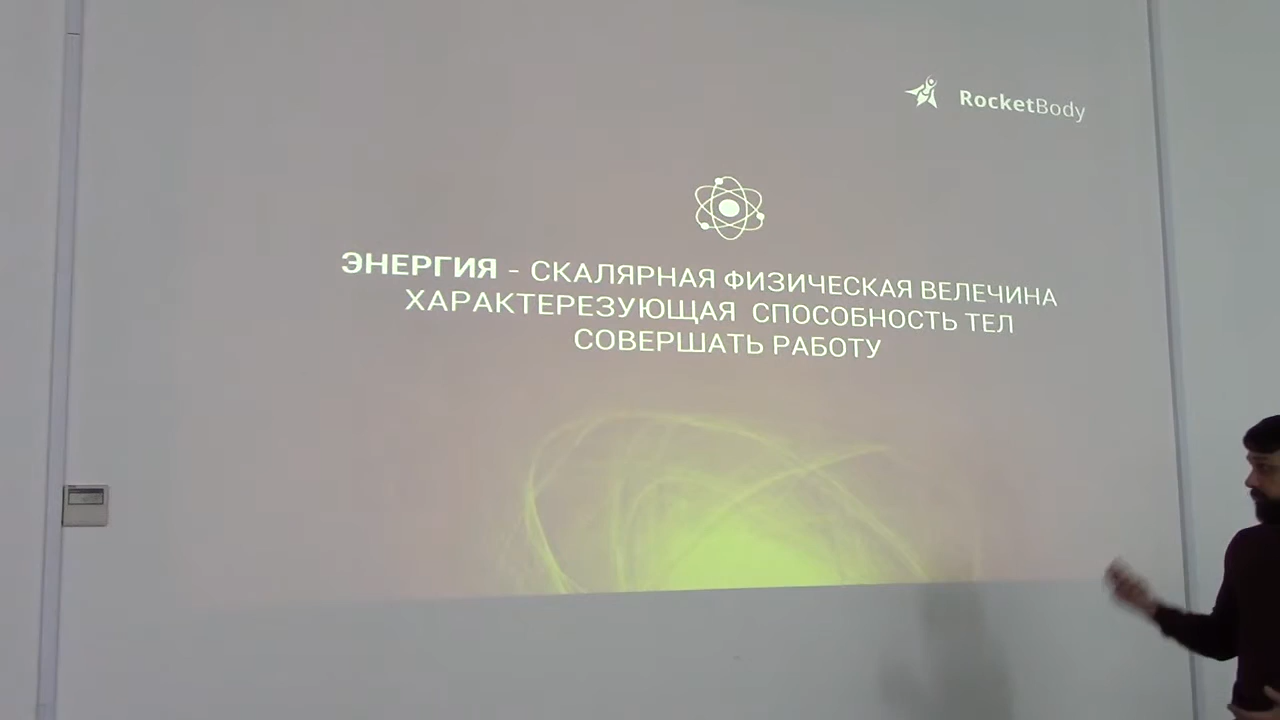 RocketBody
ЭНЕРГИЯ - СКАЛЯРНАЯ ФИЗИЧЕСКАЯ ВЕЛЕЧИНА
ХАРАКТЕРЕЗУЮЩАЯ СПОСОБНОСТЬ ТЕЛ
СОВЕРШАТЬ РАБОТУ